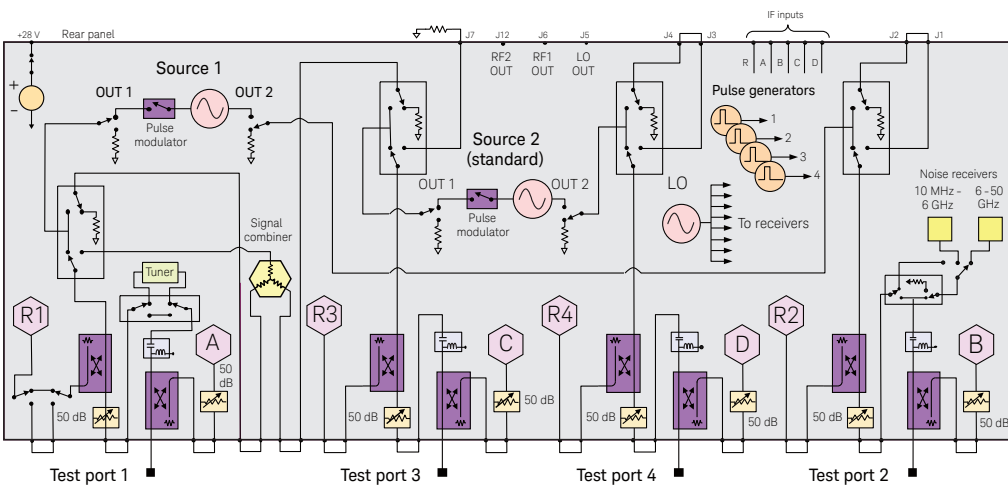 +28 V
Rear panel
J7
J12
J6
J5
J4
J3
IF inputs
J2
J1
RF2
OUT
RF1
OUT
LO
OUT
R
A
B
C
D
+
-
Source 1
OUT 1
OUT 2
Pulse
modulator
Source 2
(standard)
OUT 1
OUT 2
Pulse
modulator
Pulse generators
1
2
3
4
LO
To receivers
Noise receivers
10 MHz -
6 GHz
6 -50
GHz
Signal
combiner
Tuner
R1
A
R3
C
R4
D
R2
B
50 dB
50
dB
50 dB
50 dB
50 dB
50 dB
50 dB
50 dB
Test port 1
Test port 3
Test port 4
Test port 2